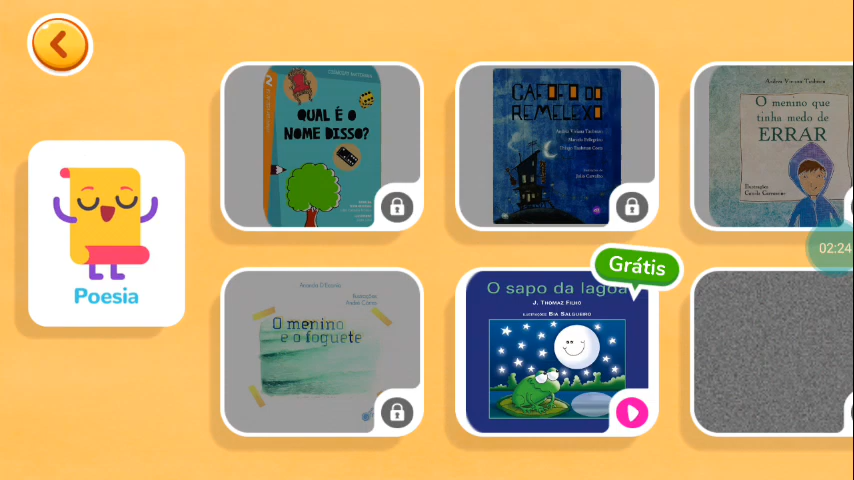 QUAL É O
NOME DISSO?
CAFOFO DO
REMELEXO
O menino que
tinha medo de
ERRAR
02:24
Poesia
O menino
e o foguete
Grátis
O sapo da lagoa
J. THOMAZ FILHO
ILUSTRAÇÕES: BIA SALGUEIRO